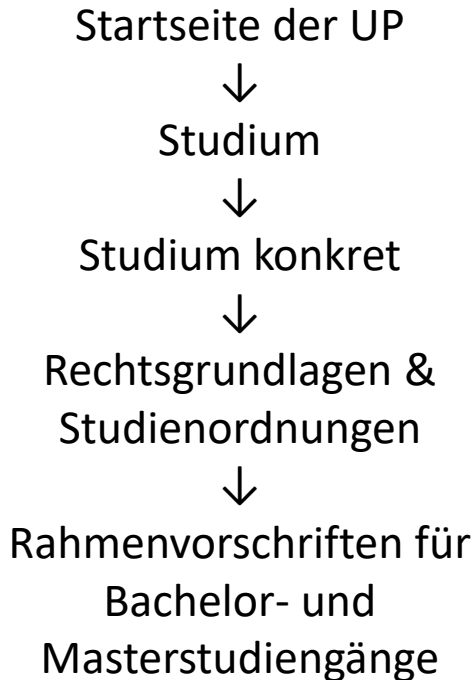 Startseite der UP
↓
Studium
↓
Studium konkret
↓
Rechtsgrundlagen &
Studienordnungen
↓
Rahmenvorschriften für
Bachelor- und
Masterstudiengänge